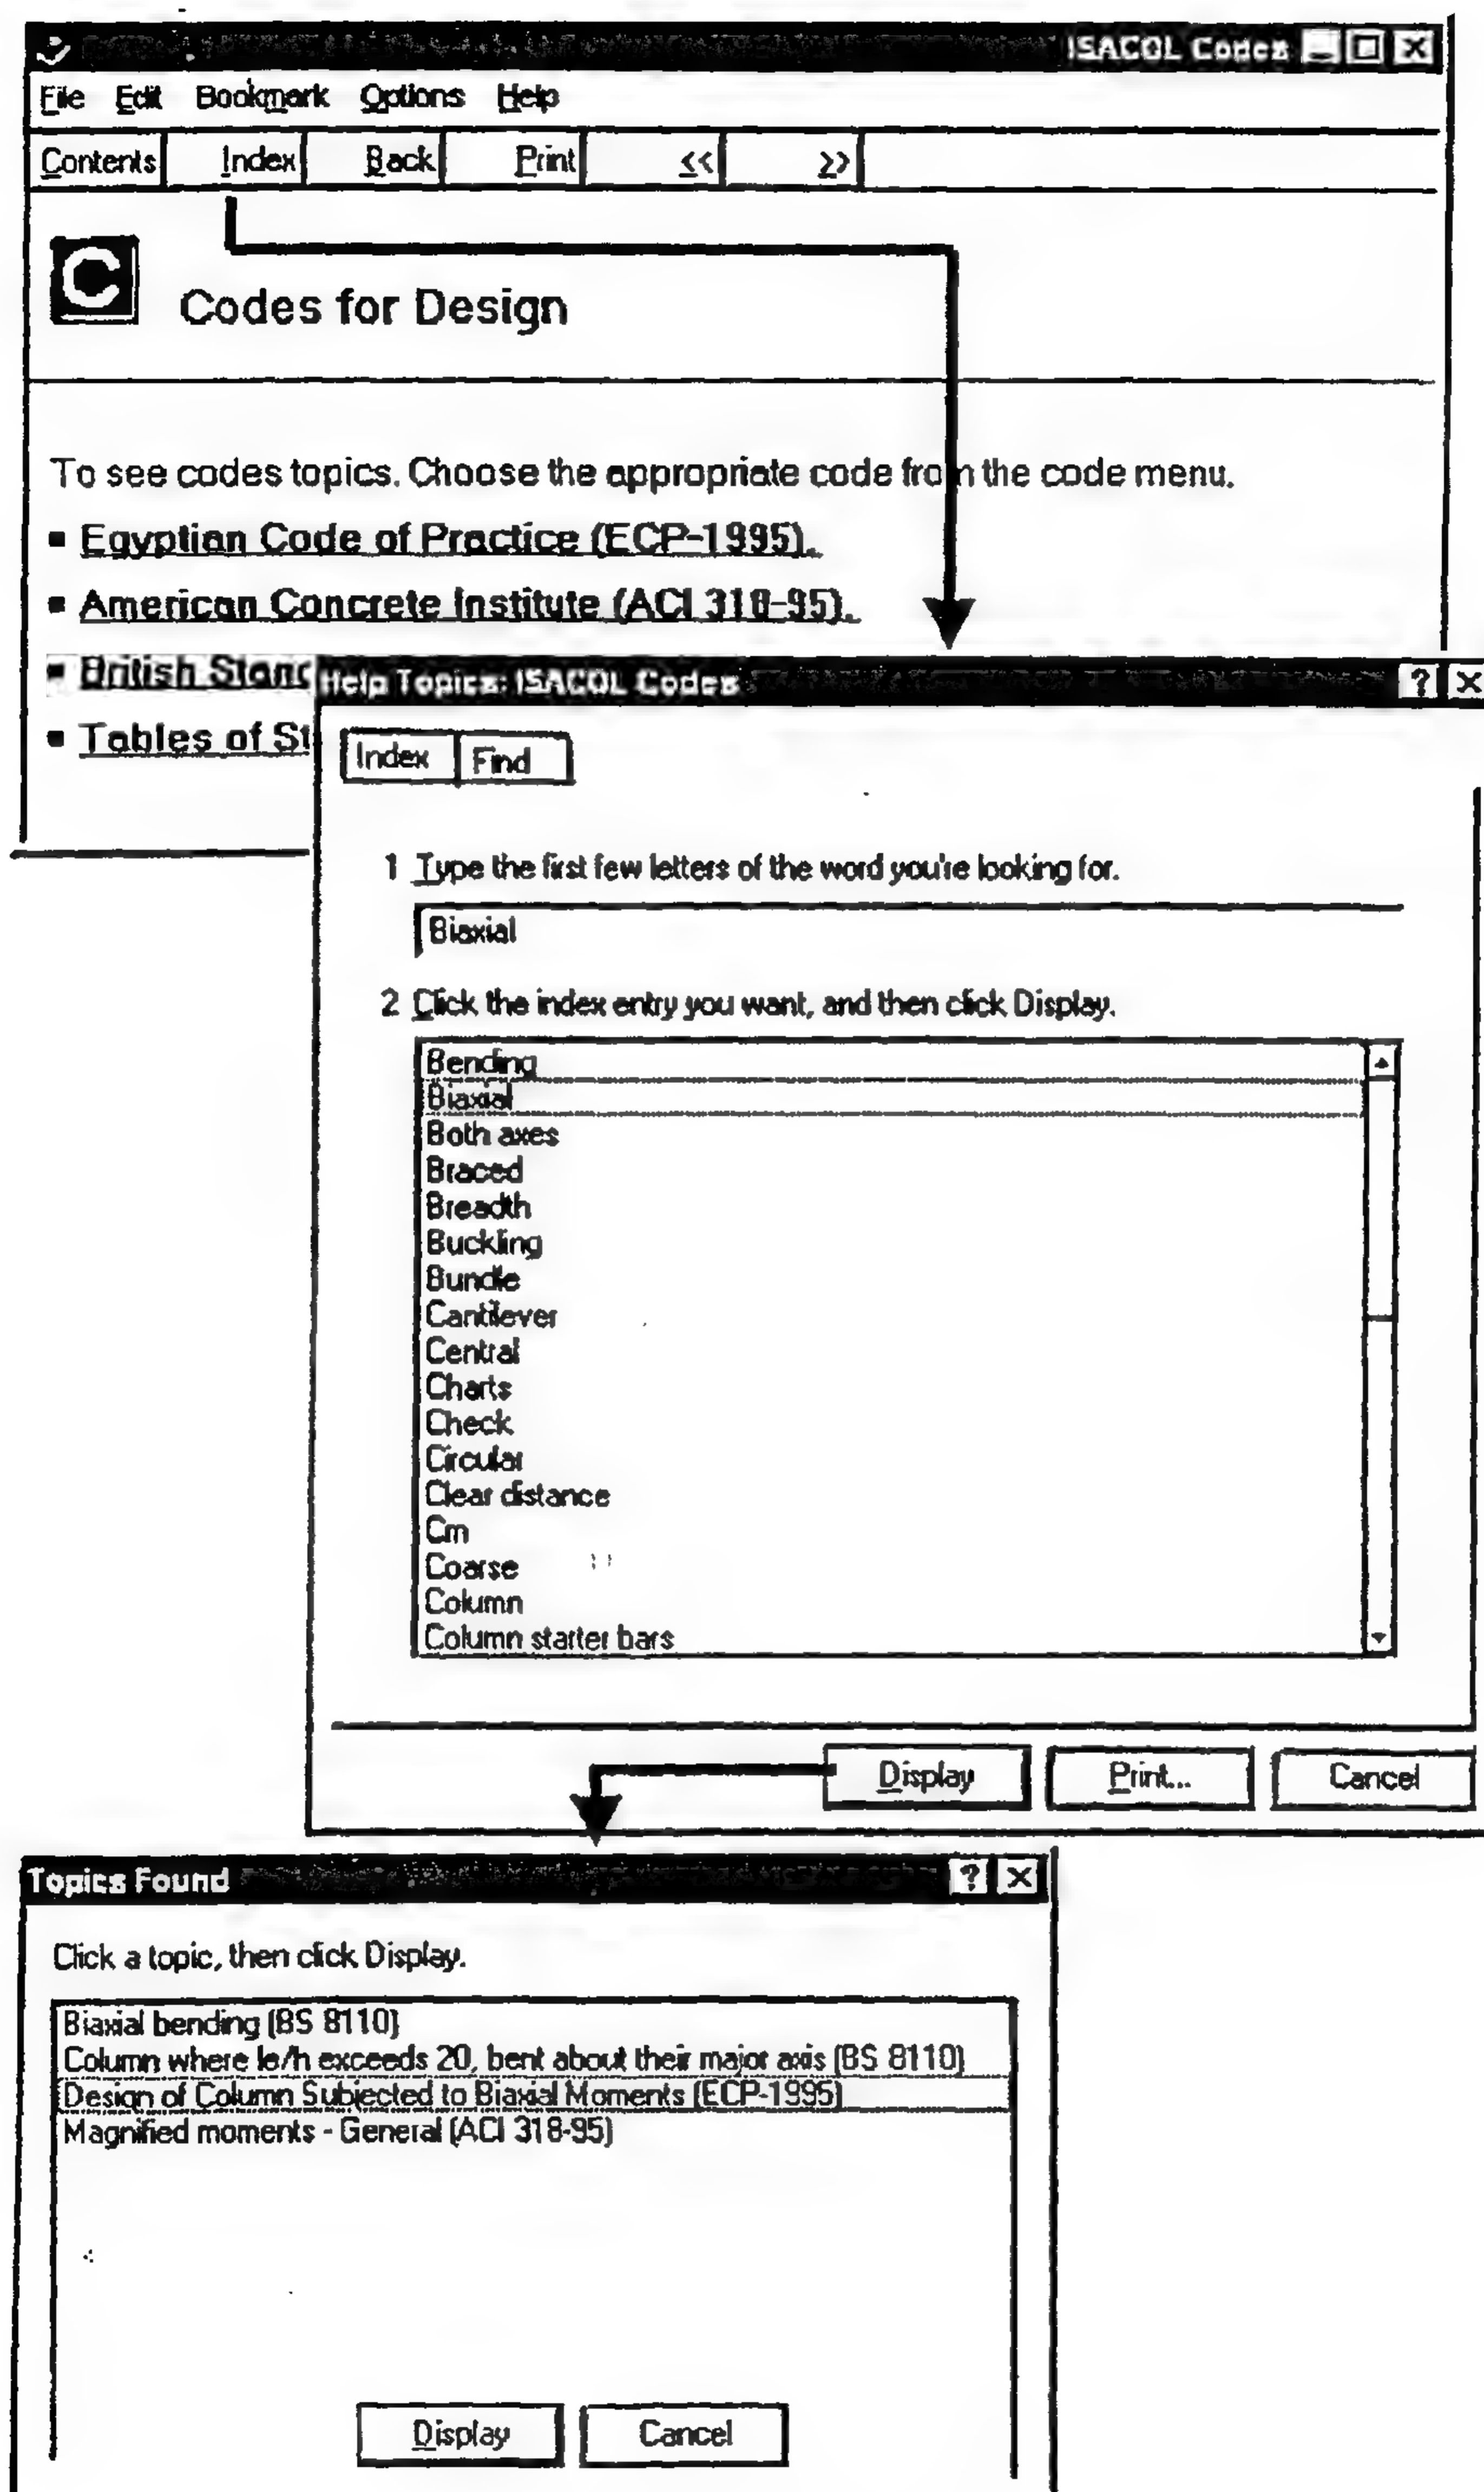 ISACOL Codes
File Edit Bookmark Options Help
Contents Index Back Print << >>
C
Codes for Design
To see codes topics. Choose the appropriate code from the code menu.
▪ Egyptian Code of Practice (ECP-1995).
▪ American Concrete Institute (ACI 318-95).
▪ British Stand
▪ Tables of St
Help Topics: ISACOL Codes
Index Find
1 Type the first few letters of the word you're looking for.
Biaxial
2 Click the index entry you want, and then click Display.
Bending
Biaxial
Both axes
Braced
Breadth
Buckling
Bundle
Cantilever
Central
Charts
Check
Circular
Clear distance
Cm
Coarse
Column
Column starter bars
Display Print... Cancel
Topics Found
Click a topic, then click Display.
Biaxial bending (BS 8110)
Column where le/h exceeds 20, bent about their major axis (BS 8110)
Design of Column Subjected to Biaxial Moments (ECP-1995)
Magnified moments - General (ACI 318-95)
Display Cancel